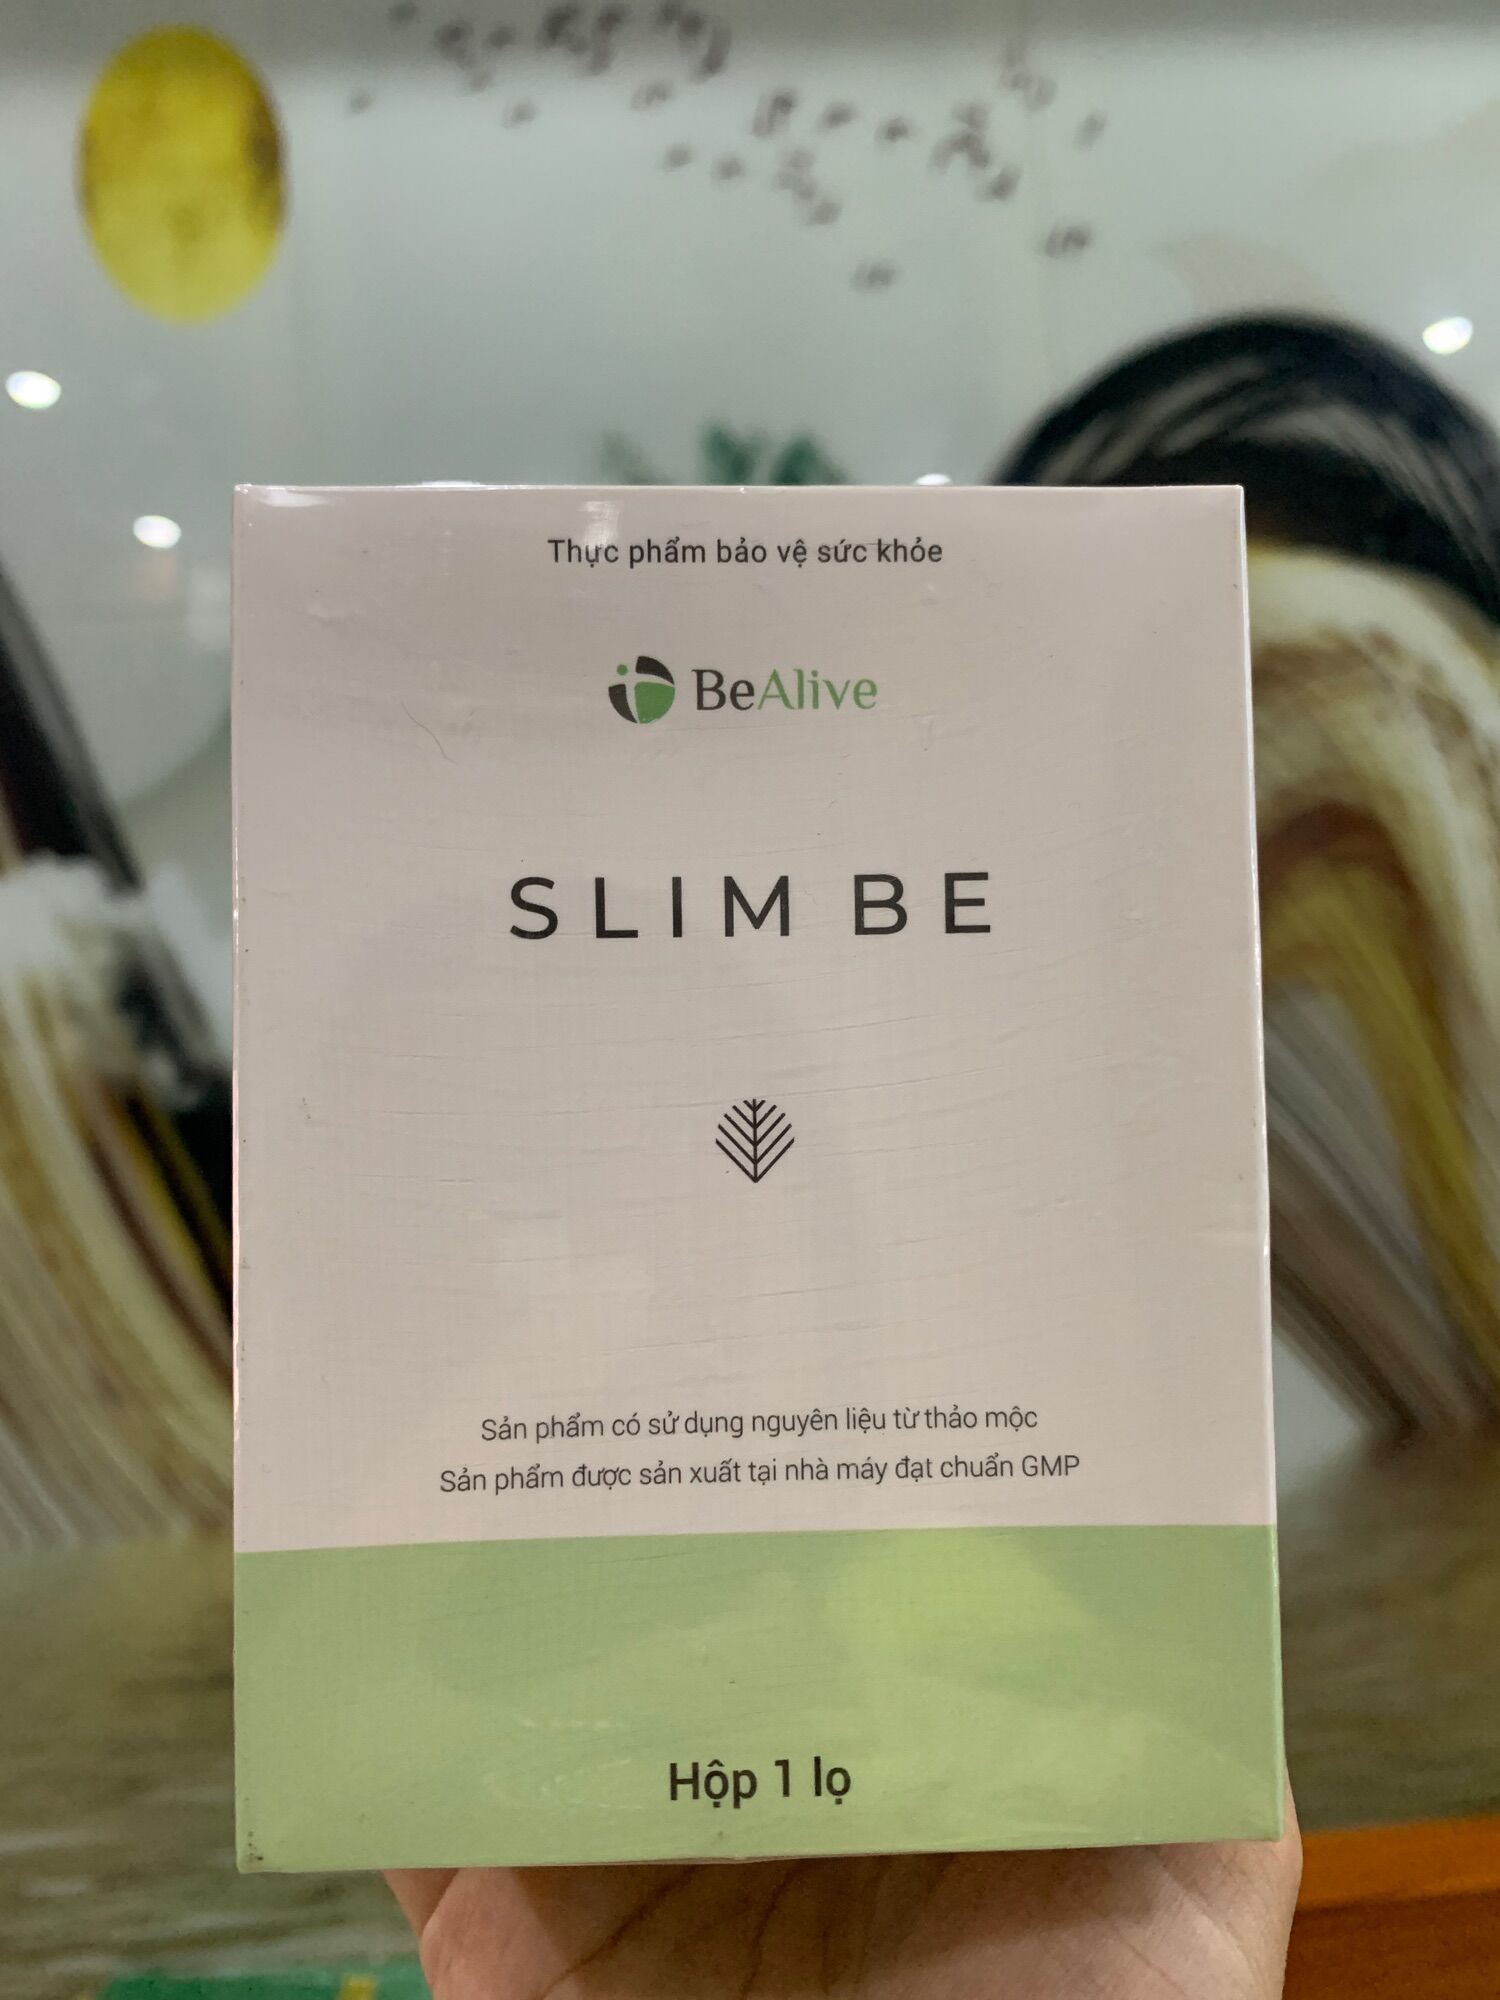 Thực phẩm bảo vệ sức khỏe
BeAlive
SLIM BE
Sản phẩm có sử dụng nguyên liệu từ thảo mộc
Sản phẩm được sản xuất tại nhà máy đạt chuẩn GMP
Hộp 1 lọ